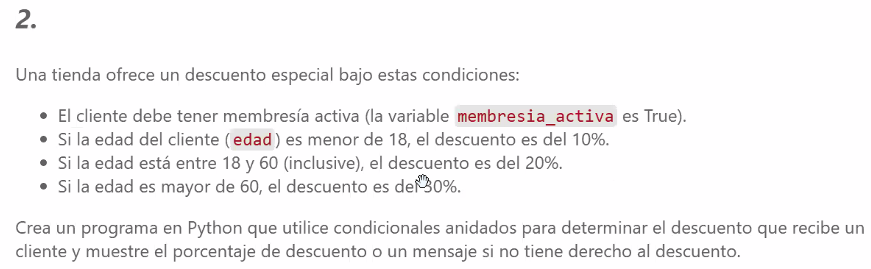 2.
Una tienda ofrece un descuento especial bajo estas condiciones:
• El cliente debe tener membresía activa (la variable membresia_activa es True).
• Si la edad del cliente (edad) es menor de 18, el descuento es del 10%.
• Si la edad está entre 18 y 60 (inclusive), el descuento es del 20%.
• Si la edad es mayor de 60, el descuento es del 30%.
Crea un programa en Python que utilice condicionales anidados para determinar el descuento que recibe un
cliente y muestre el porcentaje de descuento o un mensaje si no tiene derecho al descuento.